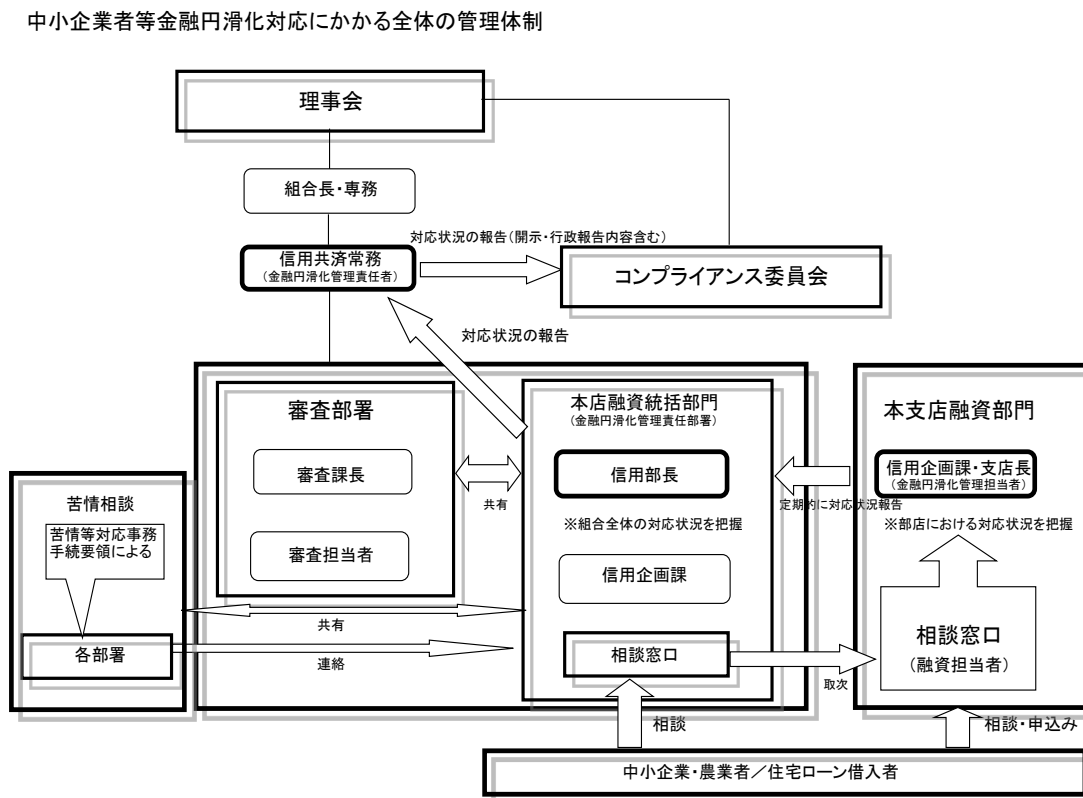 中小企業者等金融円滑化対応にかかる全体の管理体制
理事会
組合長・専務
対応状況の報告(開示・行政報告内容含む)
信用共済常務
(金融円滑化管理責任者)
コンプライアンス委員会
対応状況の報告
審査部署
本店融資統括部門
(金融円滑化管理責任部署)
本支店融資部門
審査課長
信用部長
信用企画課・支店長
(金融円滑化管理担当者)
共有
定期的に対応状況報告
苦情相談
※組合全体の対応状況を把握
※部店における対応状況を把握
苦情等対応事務
手続要領による
審査担当者
信用企画課
共有
各部署
連絡
相談窓口
取次
相談窓口
(融資担当者)
相談
相談・申込み
中小企業・農業者／住宅ローン借入者